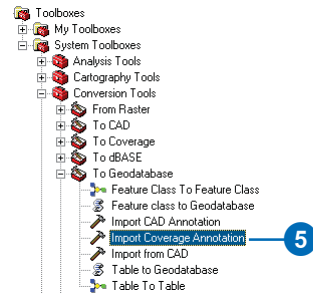 Toolboxes
My Toolboxes
System Toolboxes
Analysis Tools
Cartography Tools
Conversion Tools
From Raster
To CAD
To Coverage
To dBASE
To Geodatabase
Feature Class To Feature Class
Feature class to Geodatabase
Import CAD Annotation
Import Coverage Annotation 5
Import from CAD
Table to Geodatabase
Table To Table